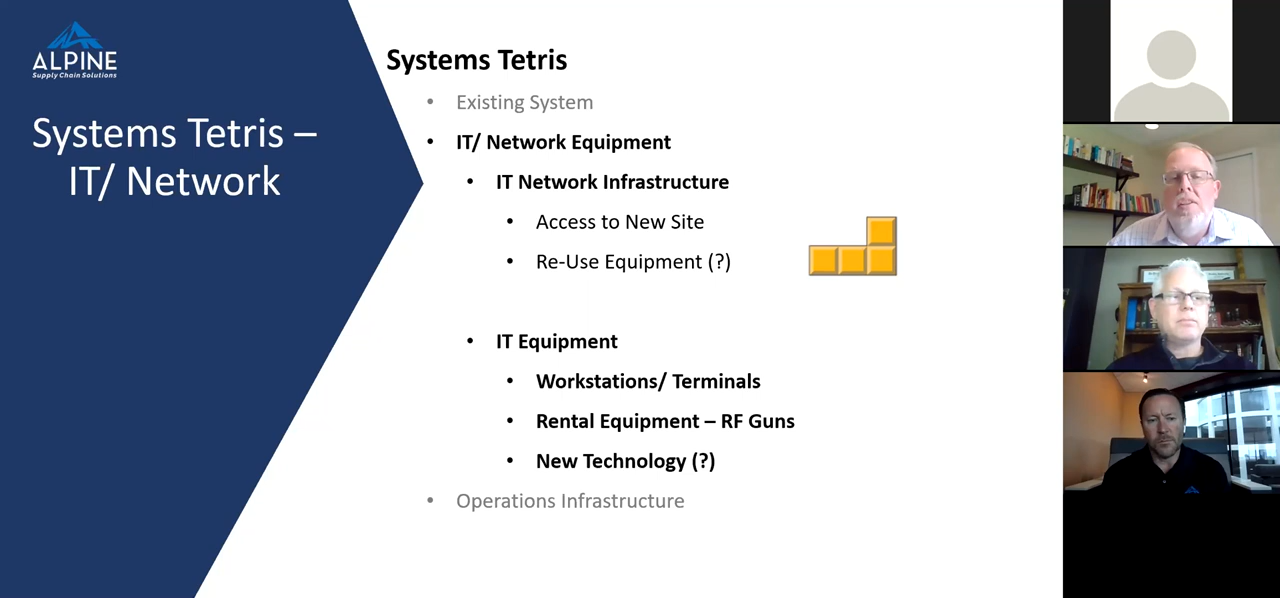 ALPINE
Supply Chain Solutions
Systems Tetris –
IT/ Network
Systems Tetris
• Existing System
• IT/ Network Equipment
• IT Network Infrastructure
• Access to New Site
• Re-Use Equipment (?)
• IT Equipment
• Workstations/ Terminals
• Rental Equipment – RF Guns
• New Technology (?)
• Operations Infrastructure